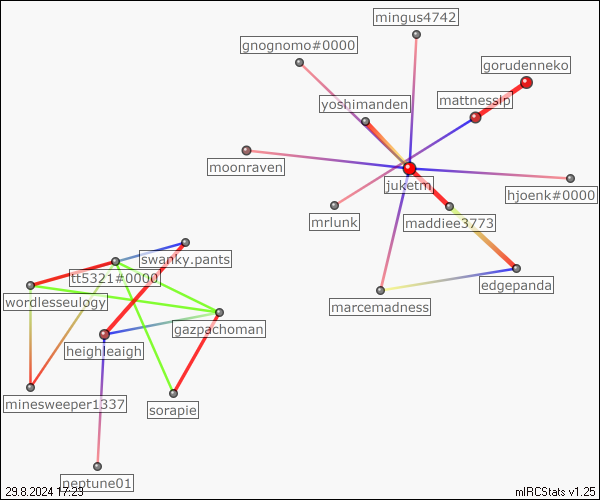 mingus4742
gnognomo#0000
gorudenneko
yoshimanden
mattnesslp
moonraven
juketm
hjoenk#0000
mrlunk
maddiee3773
swanky.pants
tt5321#0000
edgepanda
wordlesseulogy
marcemadness
gazpachoman
heighleaigh
minesweeper1337
sorapie
neptune01
29.8.2024 17:23
mIRCStats v1.25